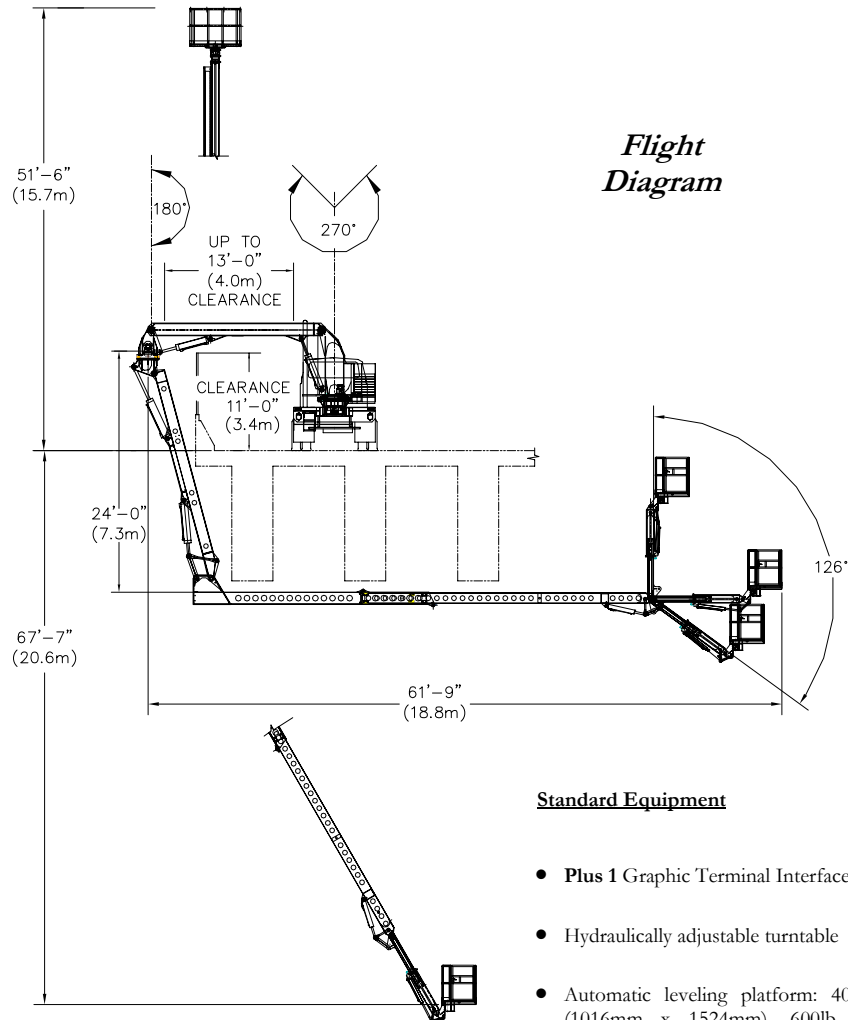 Flight
Diagram
51'-6"
(15.7m)
180°
270°
UP TO
13'-0"
(4.0m)
CLEARANCE
CLEARANCE
11'-0"
(3.4m)
24'-0"
(7.3m)
126°
67'-7"
(20.6m)
61'-9"
(18.8m)
Standard Equipment
• Plus 1 Graphic Terminal Interface
• Hydraulically adjustable turntable
• Automatic leveling platform: 40
(1016mm x 1524mm), 600lb